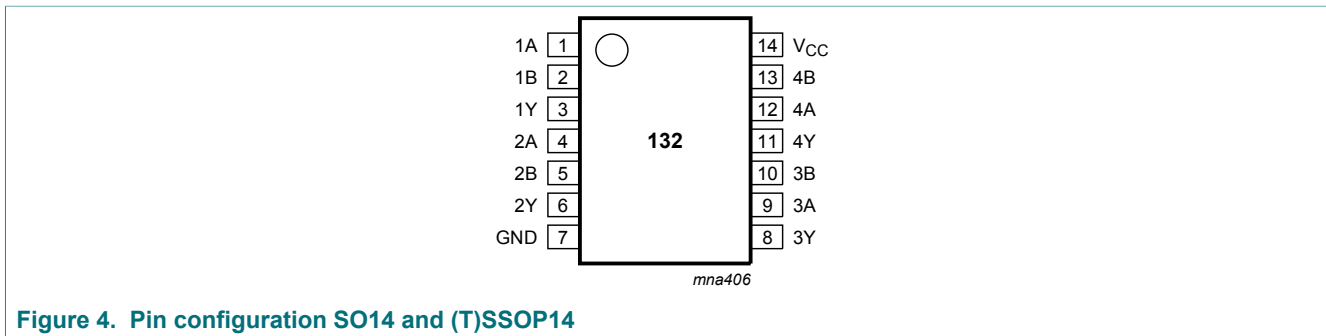 1A 1 14 VCC
1B 2 13 4B
1Y 3 12 4A
2A 4 132 11 4Y
2B 5 10 3B
2Y 6 9 3A
GND 7 8 3Y
mna406
Figure 4. Pin configuration SO14 and (T)SSOP14